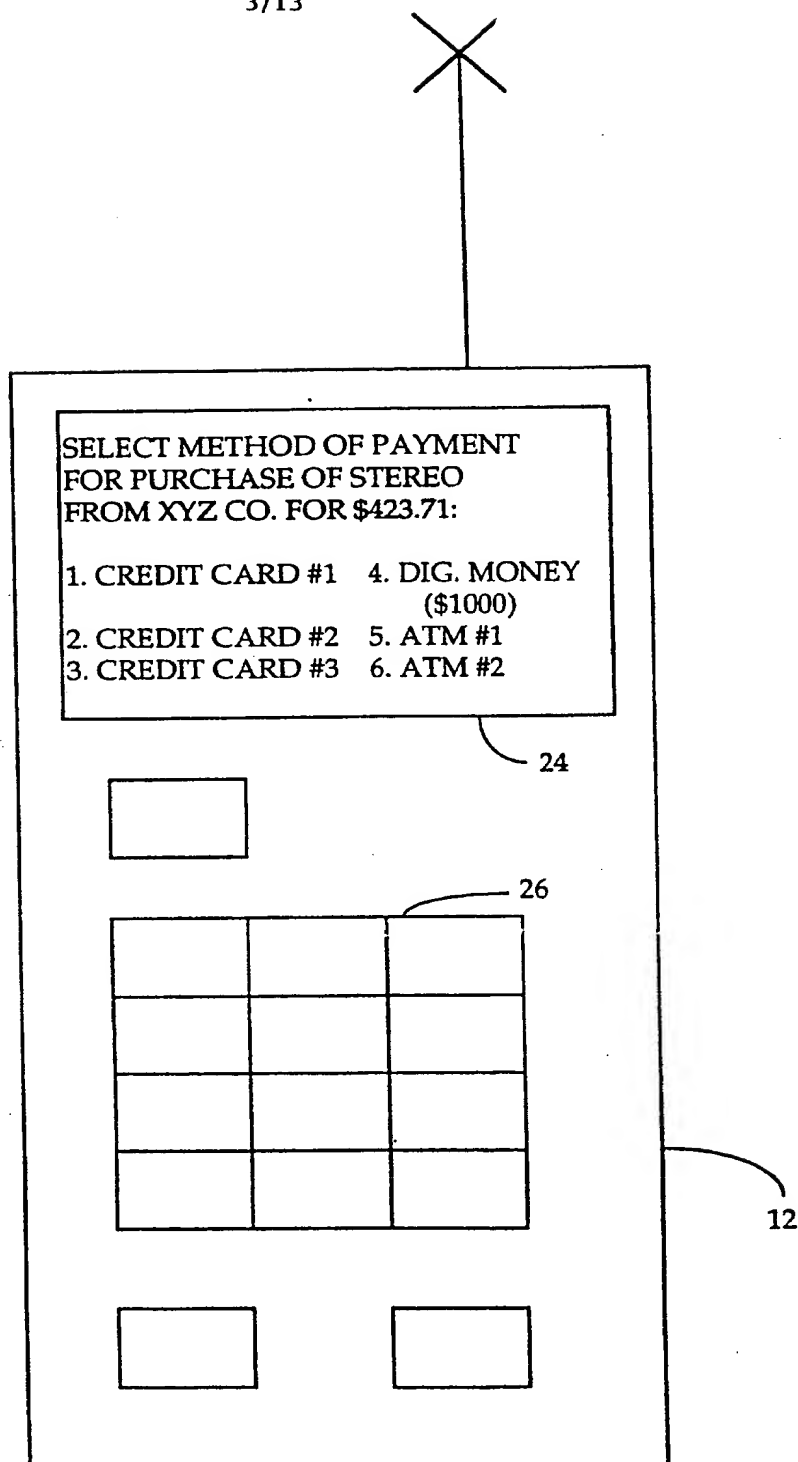 3/13
SELECT METHOD OF PAYMENT
FOR PURCHASE OF STEREO
FROM XYZ CO. FOR $423.71:
1. CREDIT CARD #1 4. DIG. MONEY
($1000)
2. CREDIT CARD #2 5. ATM #1
3. CREDIT CARD #3 6. ATM #2
24
26
12